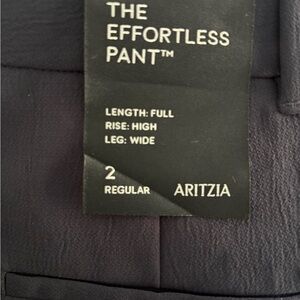 THE
EFFORTLESS
PANT™
LENGTH: FULL
RISE: HIGH
LEG: WIDE
2
REGULAR ARITZIA